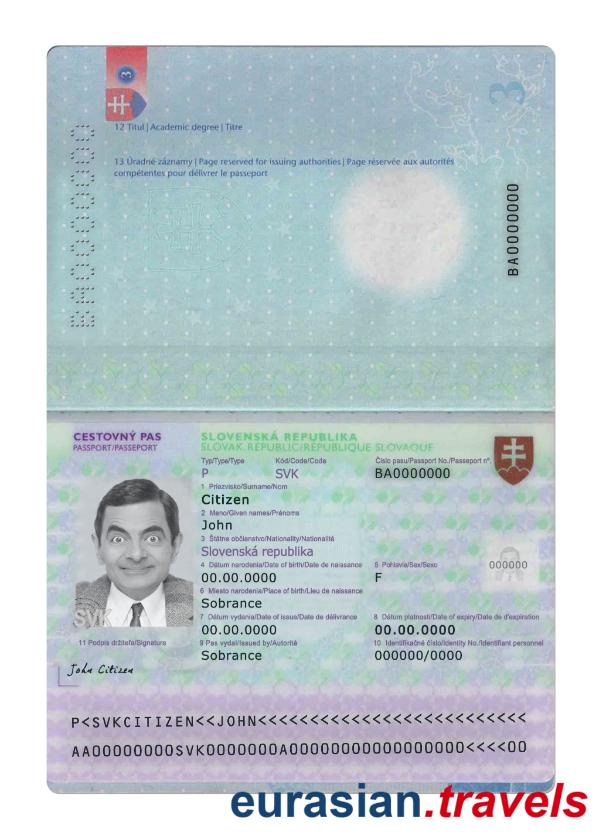 3
3
12 Titul | Academic degree | Titre
13 Úradné záznamy | Page reserved for issuing authorities | Page réservée aux autorités
compétentes pour délivrer le passeport
BA0000000
BA0000000
CESTOVNÝ PAS
PASSPORT/PASSEPORT
SLOVENSKÁ REPUBLIKA
SLOVAK REPUBLIC/RÉPUBLIQUE SLOVAQUE
Typ/Type/Type Kód/Code/Code Číslo pasu/Passport No./Passeport n°.
P SVK BA0000000
1 Priezvisko/Surname/Nom
Citizen
2 Meno/Given names/Prénoms
John
3 Štátne občianstvo/Nationality/Nationalité
Slovenská republika
4 Dátum narodenia/Date of birth/Date de naissance 5 Pohlavie/Sex/Sexe
00.00.0000 F
6 Miesto narodenia/Place of birth/Lieu de naissance
Sobrance
7 Dátum vydania/Date of issue/Date de délivrance 8 Dátum platnosti/Date of expiry/Date de d'expiration
00.00.0000 00.00.0000
9 Pas vydal/Issued by/Autorité 10 Identifikačné číslo/Identity No./Identifiant personnel
Sobrance 000000/0000
000000
SVK
11 Podpis držiteľa/Signature
John Citizen
P<SVKCITIZEN<<JOHN<<<<<<<<<<<<<<<<<<<<<<<<<<
AA00000000SVK0000000A00000000000000000<<<<00
eurasian.travels